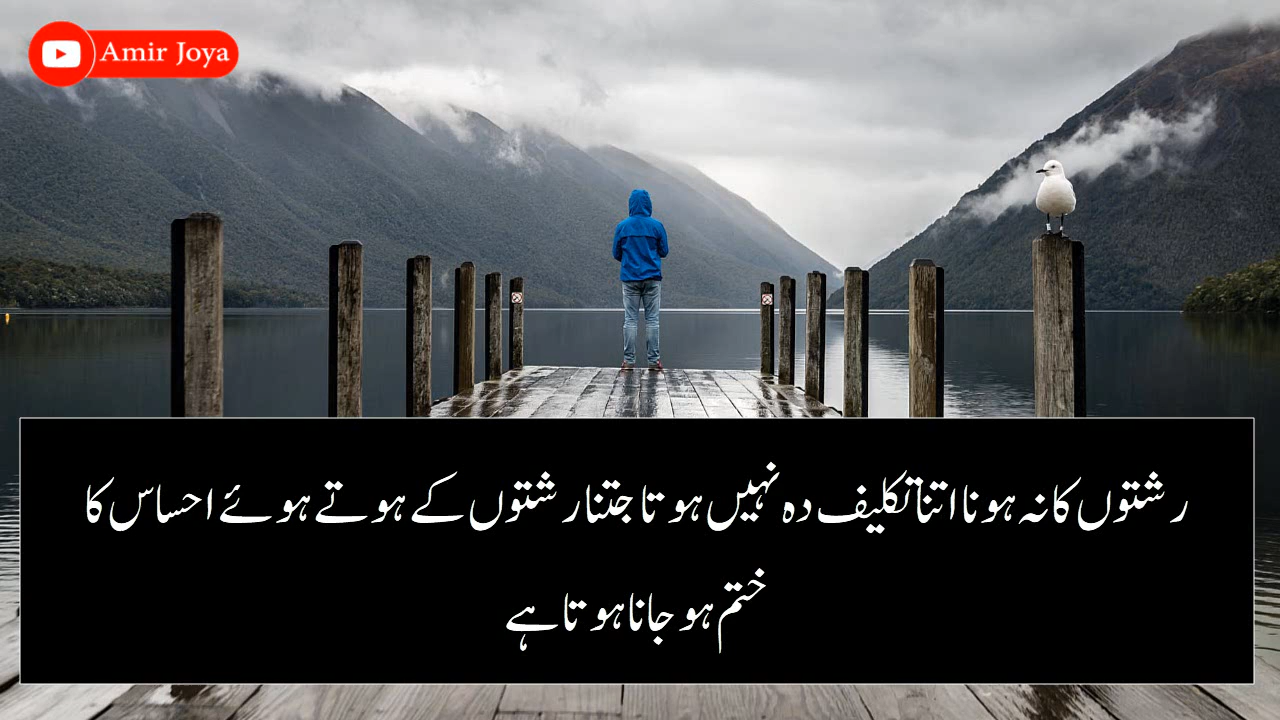 Amir Joya
رشتوں کا نہ ہونا اتنا تکلیف دہ نہیں ہوتا جتنا رشتوں کے ہوتے ہوئے احساس کا
ختم ہو جانا ہوتا ہے